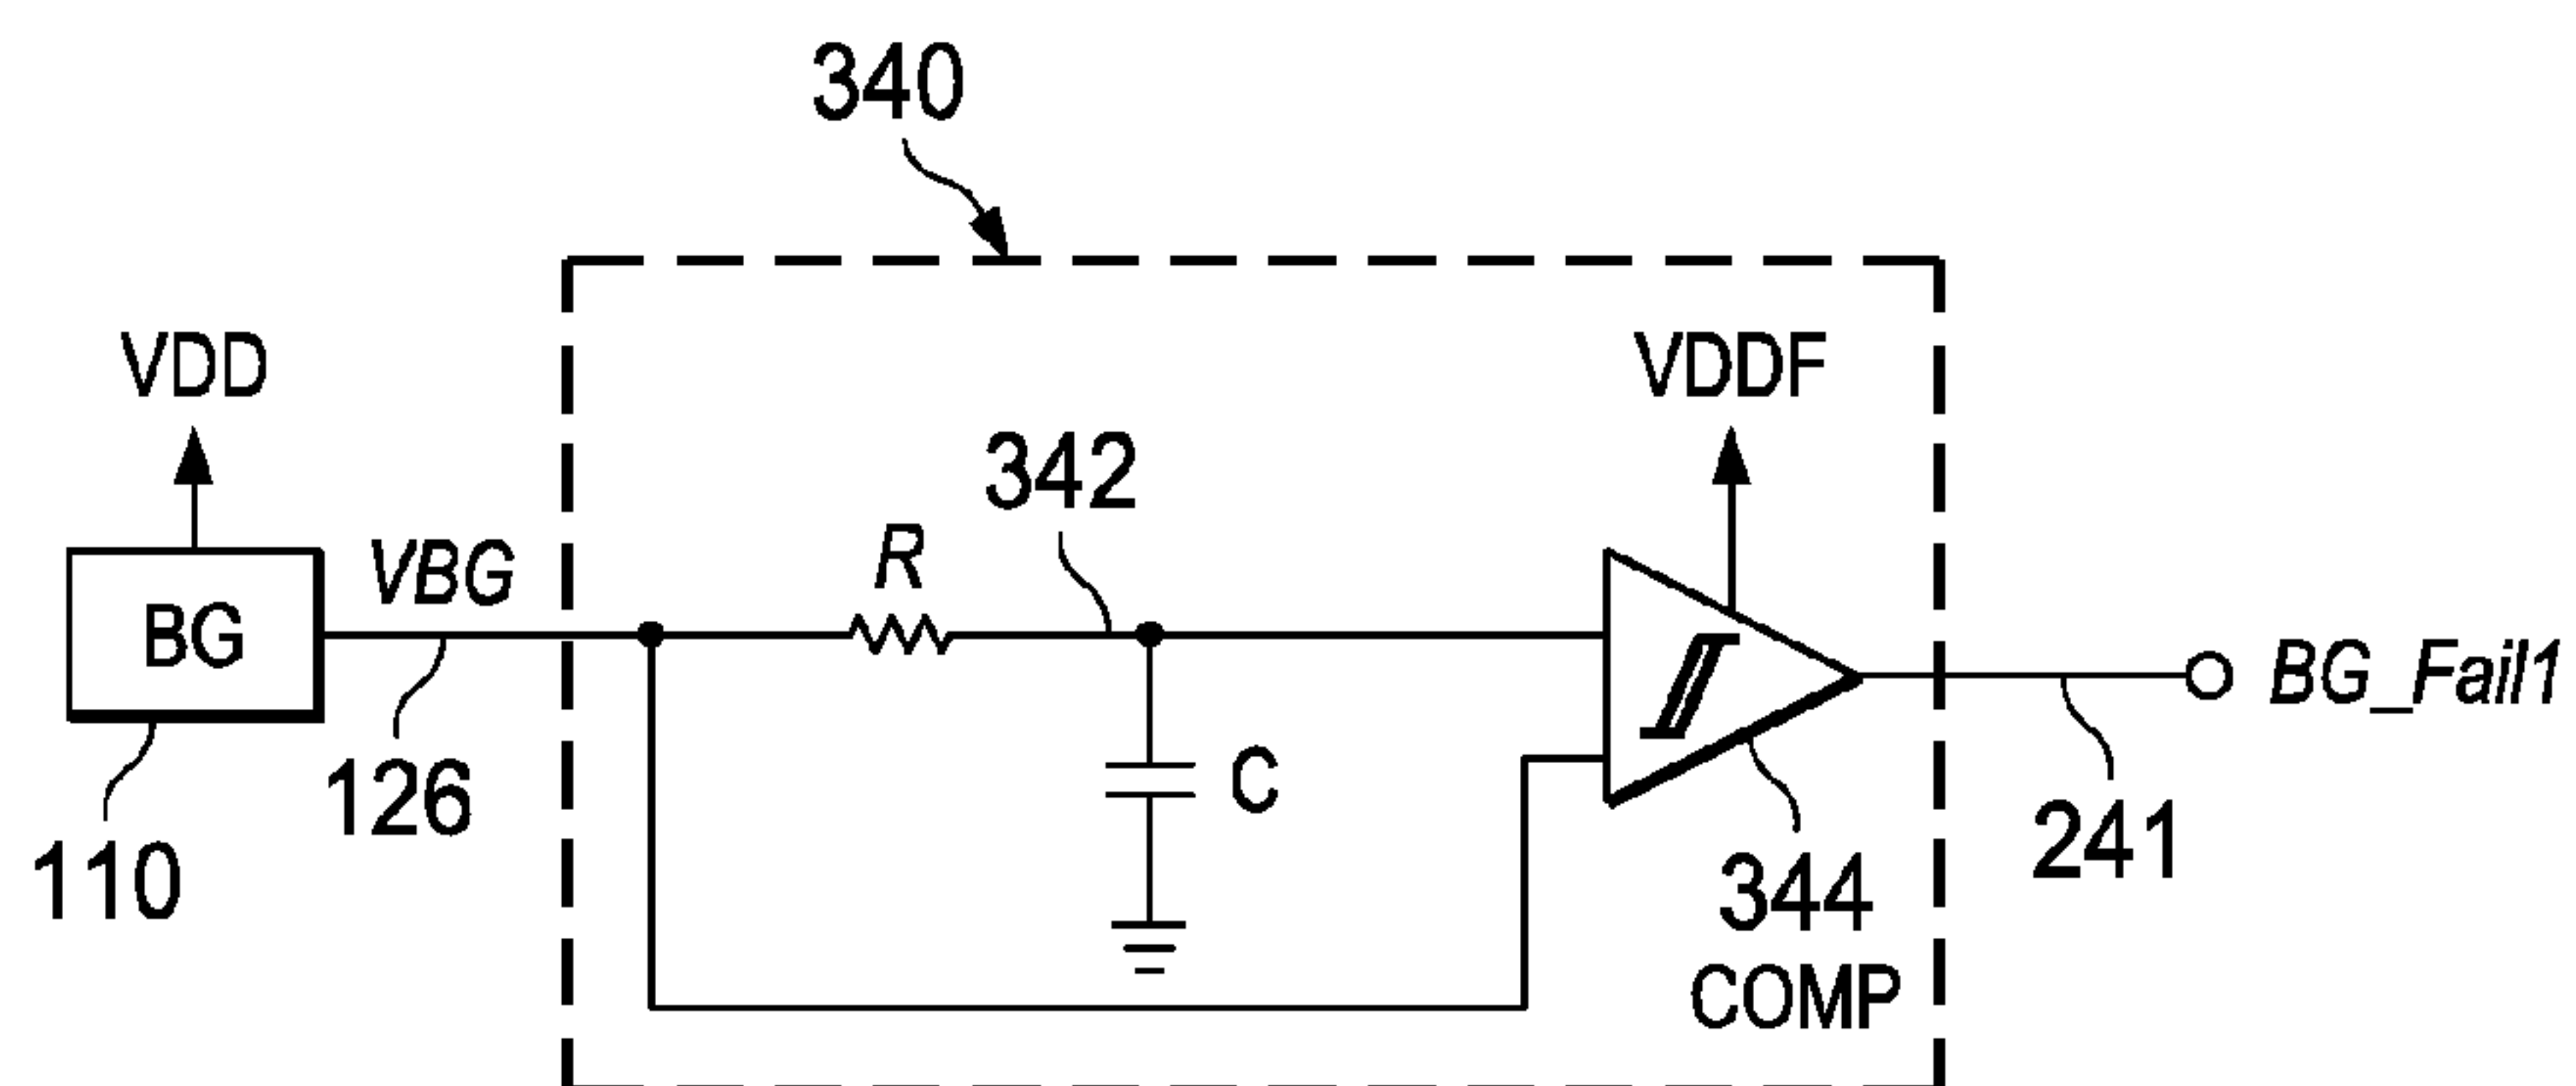 340
VDD
VDDF
342
R
VBG
BG
BG_Fail1
126
C
110
241
344
COMP